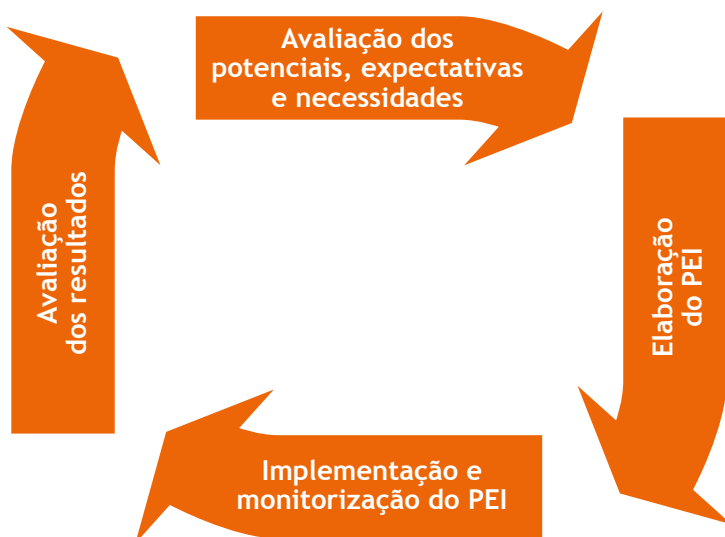 Avaliação dos
potenciais, expectativas
e necessidades
Elaboração
do PEI
Implementação e
monitorização do PEI
Avaliação
dos resultados